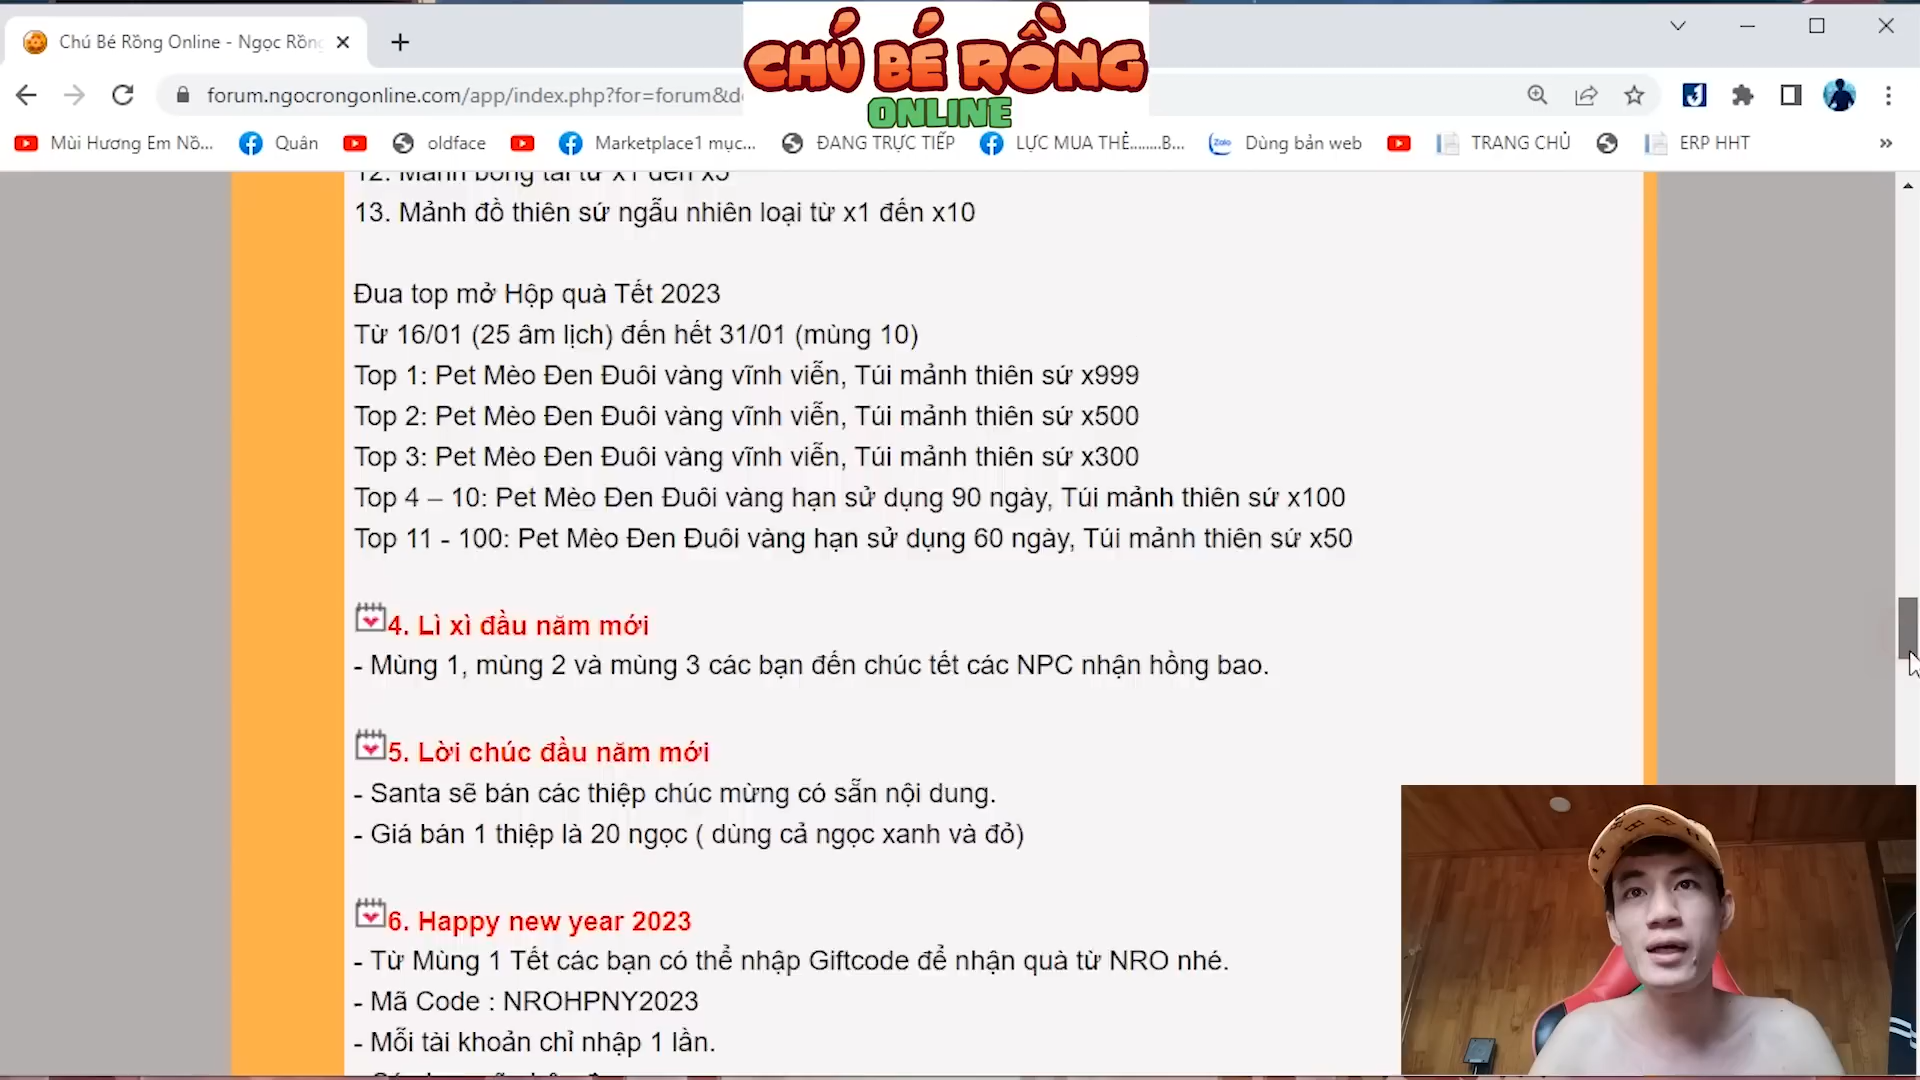 Chú Bé Rồng Online - Ngọc Rồng
CHÚ BÉ RỒNG
ONLINE
forum.ngocrongonline.com/app/index.php?for=forum&d
Mùi Hương Em Nồ...
Quân
oldface
Marketplace1 mục...
ĐANG TRỰC TIẾP
LỰC MUA THẺ........B...
Zalo
Dùng bản web
TRANG CHỦ
ERP HHT
12. Mảnh bông tai từ x1 đến x5
13. Mảnh đồ thiên sứ ngẫu nhiên loại từ x1 đến x10
Đua top mở Hộp quà Tết 2023
Từ 16/01 (25 âm lịch) đến hết 31/01 (mùng 10)
Top 1: Pet Mèo Đen Đuôi vàng vĩnh viễn, Túi mảnh thiên sứ x999
Top 2: Pet Mèo Đen Đuôi vàng vĩnh viễn, Túi mảnh thiên sứ x500
Top 3: Pet Mèo Đen Đuôi vàng vĩnh viễn, Túi mảnh thiên sứ x300
Top 4 – 10: Pet Mèo Đen Đuôi vàng hạn sử dụng 90 ngày, Túi mảnh thiên sứ x100
Top 11 - 100: Pet Mèo Đen Đuôi vàng hạn sử dụng 60 ngày, Túi mảnh thiên sứ x50
4. Lì xì đầu năm mới
- Mùng 1, mùng 2 và mùng 3 các bạn đến chúc tết các NPC nhận hồng bao.
5. Lời chúc đầu năm mới
- Santa sẽ bán các thiệp chúc mừng có sẵn nội dung.
- Giá bán 1 thiệp là 20 ngọc ( dùng cả ngọc xanh và đỏ)
6. Happy new year 2023
- Từ Mùng 1 Tết các bạn có thể nhập Giftcode để nhận quà từ NRO nhé.
- Mã Code : NROHPNY2023
- Mỗi tài khoản chỉ nhập 1 lần.